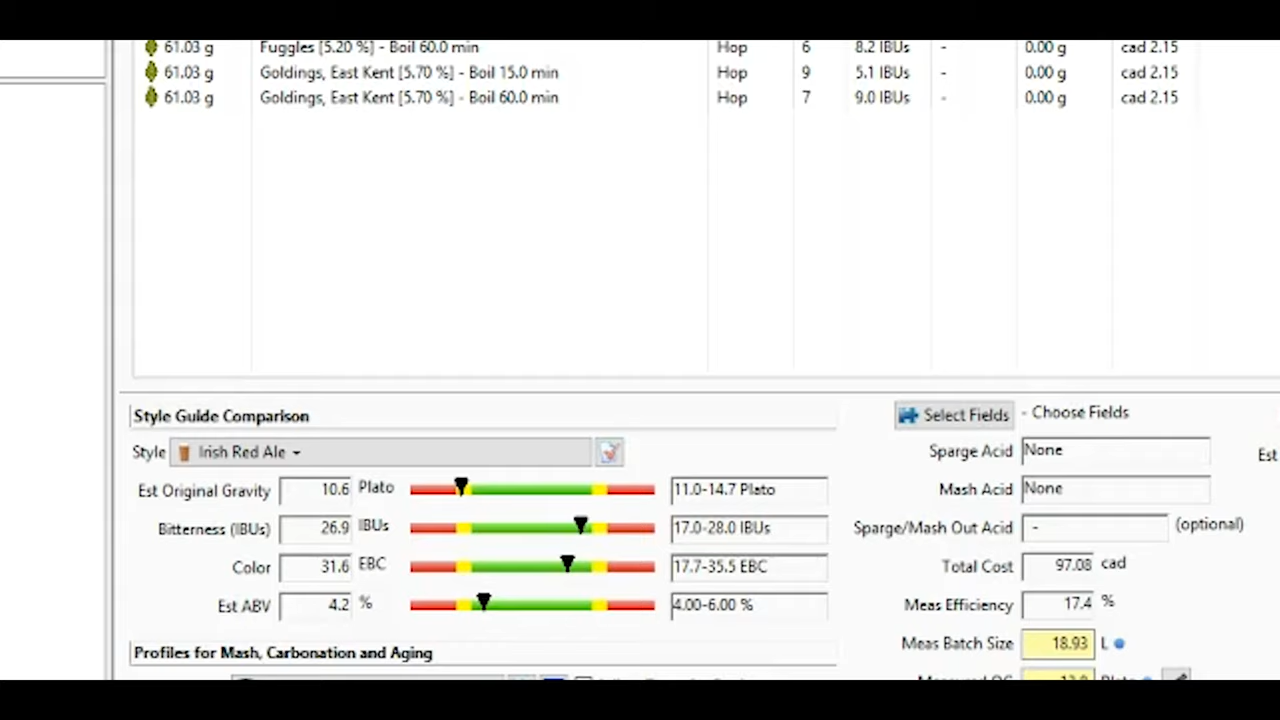 61.03 g Fuggles [5.20 %] - Boil 60.0 min Hop 6 8.2 IBUs - 0.00 g cad 2.15
61.03 g Goldings, East Kent [5.70 %] - Boil 15.0 min Hop 9 5.1 IBUs - 0.00 g cad 2.15
61.03 g Goldings, East Kent [5.70 %] - Boil 60.0 min Hop 7 9.0 IBUs - 0.00 g cad 2.15
Style Guide Comparison
Style Irish Red Ale
Est Original Gravity 10.6 Plato 11.0-14.7 Plato
Bitterness (IBUs) 26.9 IBUs 17.0-28.0 IBUs
Color 31.6 EBC 17.7-35.5 EBC
Est ABV 4.2 % 4.00-6.00 %
Profiles for Mash, Carbonation and Aging
Select Fields - Choose Fields
Sparge Acid None Est
Mash Acid None
Sparge/Mash Out Acid - (optional)
Total Cost 97.08 cad
Meas Efficiency 17.4 %
Meas Batch Size 18.93 L